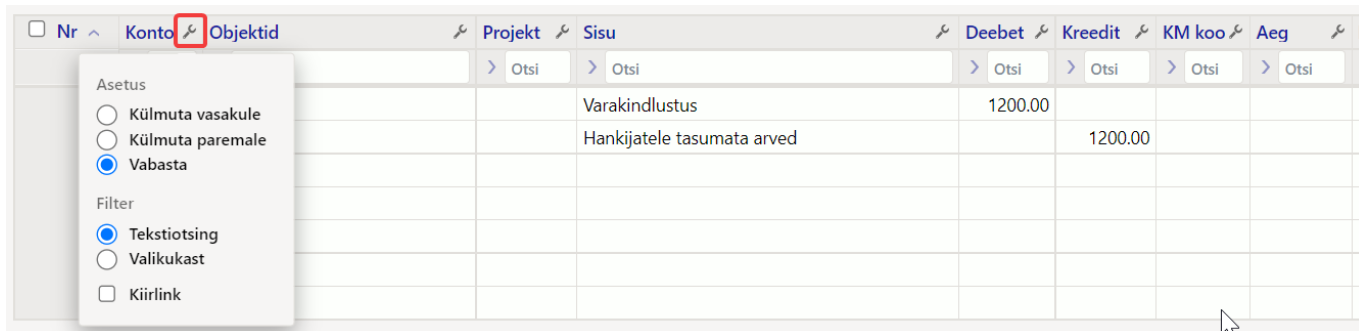 Nr Konto Objektid Projekt Sisu Deebet Kreedit KM koo Aeg
Otsi Otsi Otsi Otsi Otsi Otsi
Asetus
Külmuta vasakule
Külmuta paremale
Vabasta
Filter
Tekstiotsing
Valikukast
Kiirlink
Varakindlustus 1200.00
Hankijatele tasumata arved 1200.00